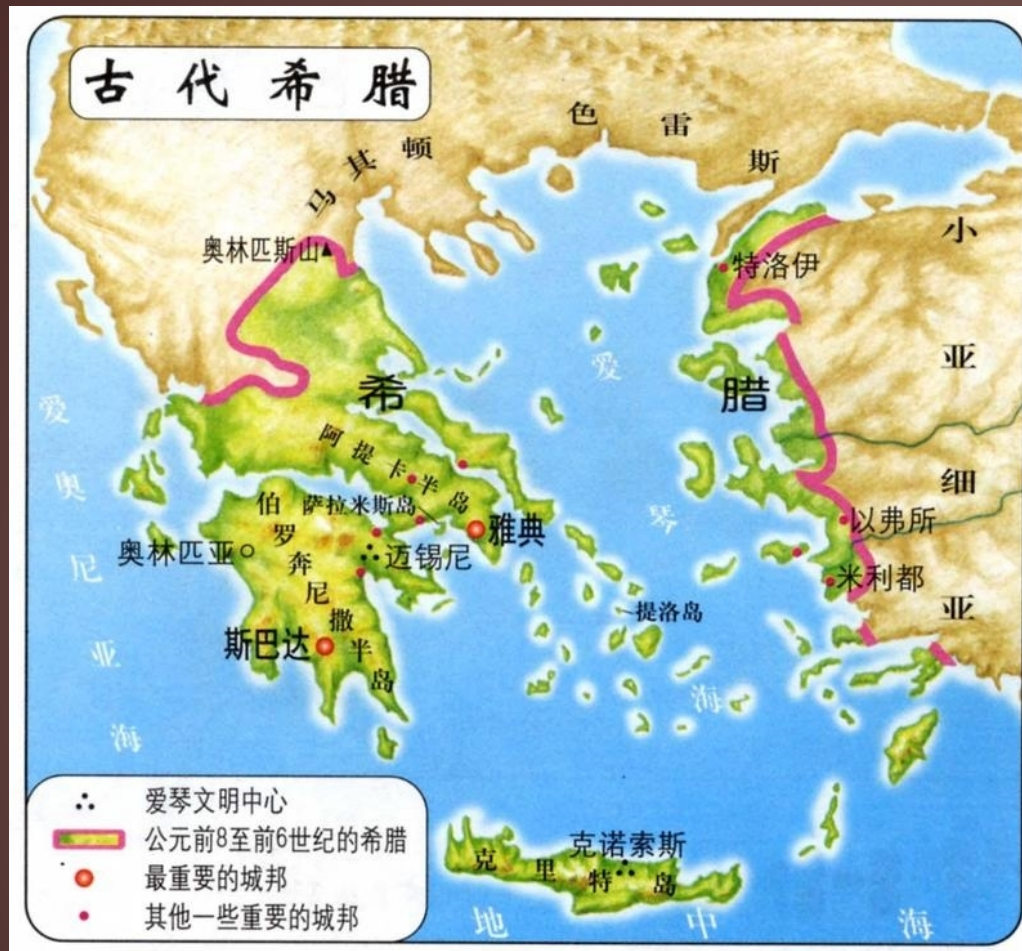 古代希腊
马其顿
色雷斯
奥林匹斯山
小亚细亚
特洛伊
爱琴海
希腊
爱奥尼亚海
阿提卡半岛
萨拉米斯岛
伯罗奔尼撒半岛
雅典
以弗所
奥林匹亚
迈锡尼
米利都
提洛岛
斯巴达
克诺索斯
克里特岛
地中海
爱琴文明中心
公元前8至前6世纪的希腊
最重要的城邦
其他一些重要的城邦